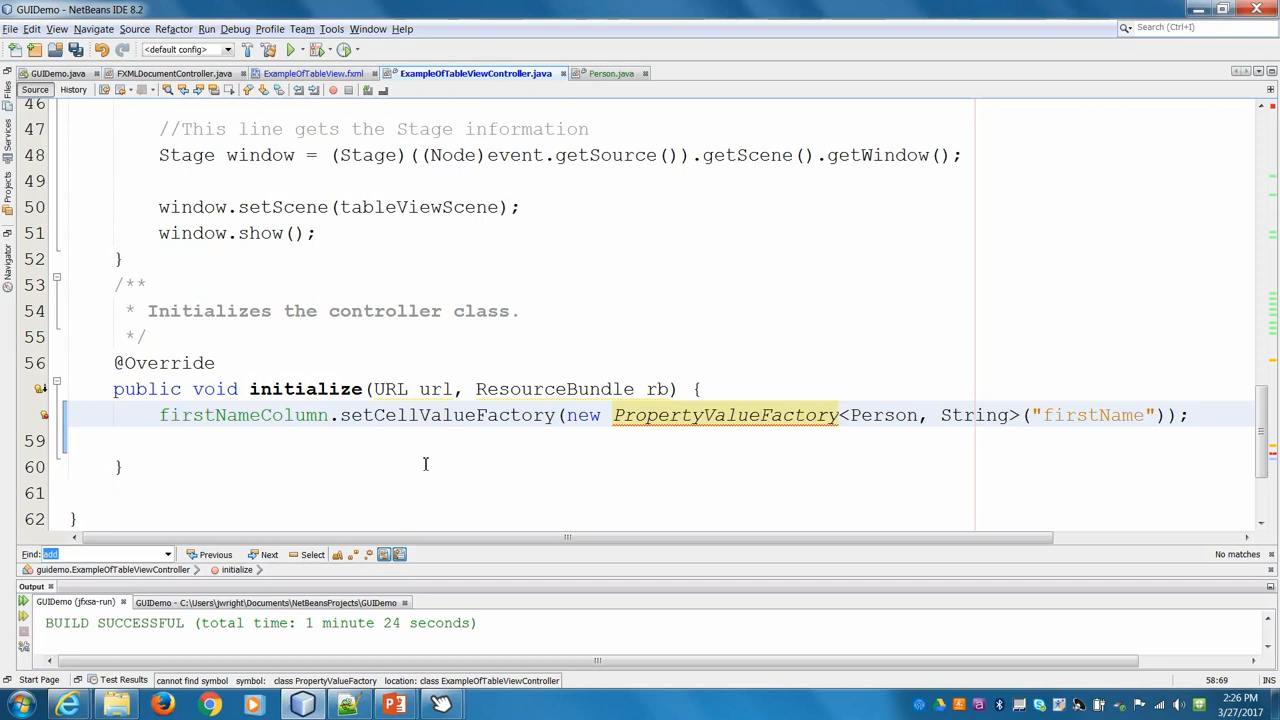 GUIDemo - NetBeans IDE 8.2
File Edit View Navigate Source Refactor Run Debug Profile Team Tools Window Help
Search (Ctrl+I)
<default config>
GUIDemo.java FXMLDocumentController.java ExampleOfTableView.fxml ExampleOfTableViewController.java Person.java
Source History
46
47 //This line gets the Stage information
48 Stage window = (Stage)((Node)event.getSource()).getScene().getWindow();
49
50 window.setScene(tableViewScene);
51 window.show();
52 }
53 /**
54 * Initializes the controller class.
55 */
56 @Override
public void initialize(URL url, ResourceBundle rb) {
firstNameColumn.setCellValueFactory(new PropertyValueFactory<Person, String>("firstName"));
59
60 }
61
62 }
Files
Services
Projects
Navigator
Find: add Previous Next Select No matches
guidemo.ExampleOfTableViewController initialize
Output
GUIDemo (jfxsa-run) GUIDemo - C:\Users\jwright\Documents\NetBeansProjects\GUIDemo
BUILD SUCCESSFUL (total time: 1 minute 24 seconds)
Start Page Test Results cannot find symbol symbol: class PropertyValueFactory location: class ExampleOfTableViewController 58:69 INS
2:26 PM
3/27/2017